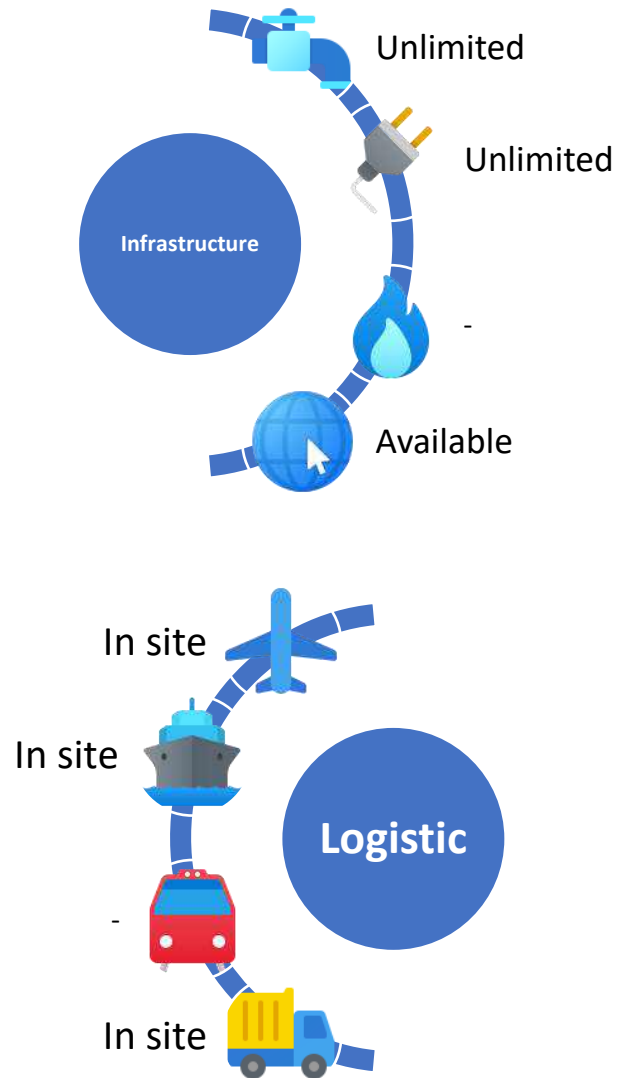 Unlimited
Unlimited
Infrastructure
-
Available
In site
In site
Logistic
-
In site